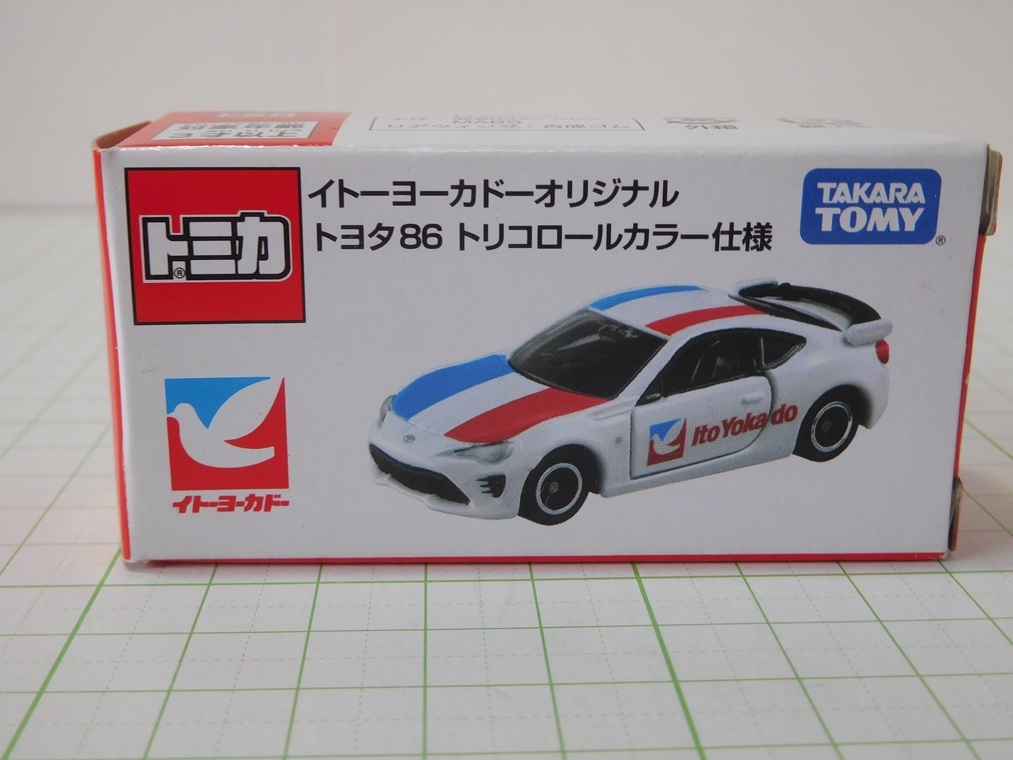 イトーヨーカドーオリジナル
トヨタ86 トリコロールカラー仕様
トミカ®
TAKARA
TOMY®
ItoYokado
イトーヨーカドー